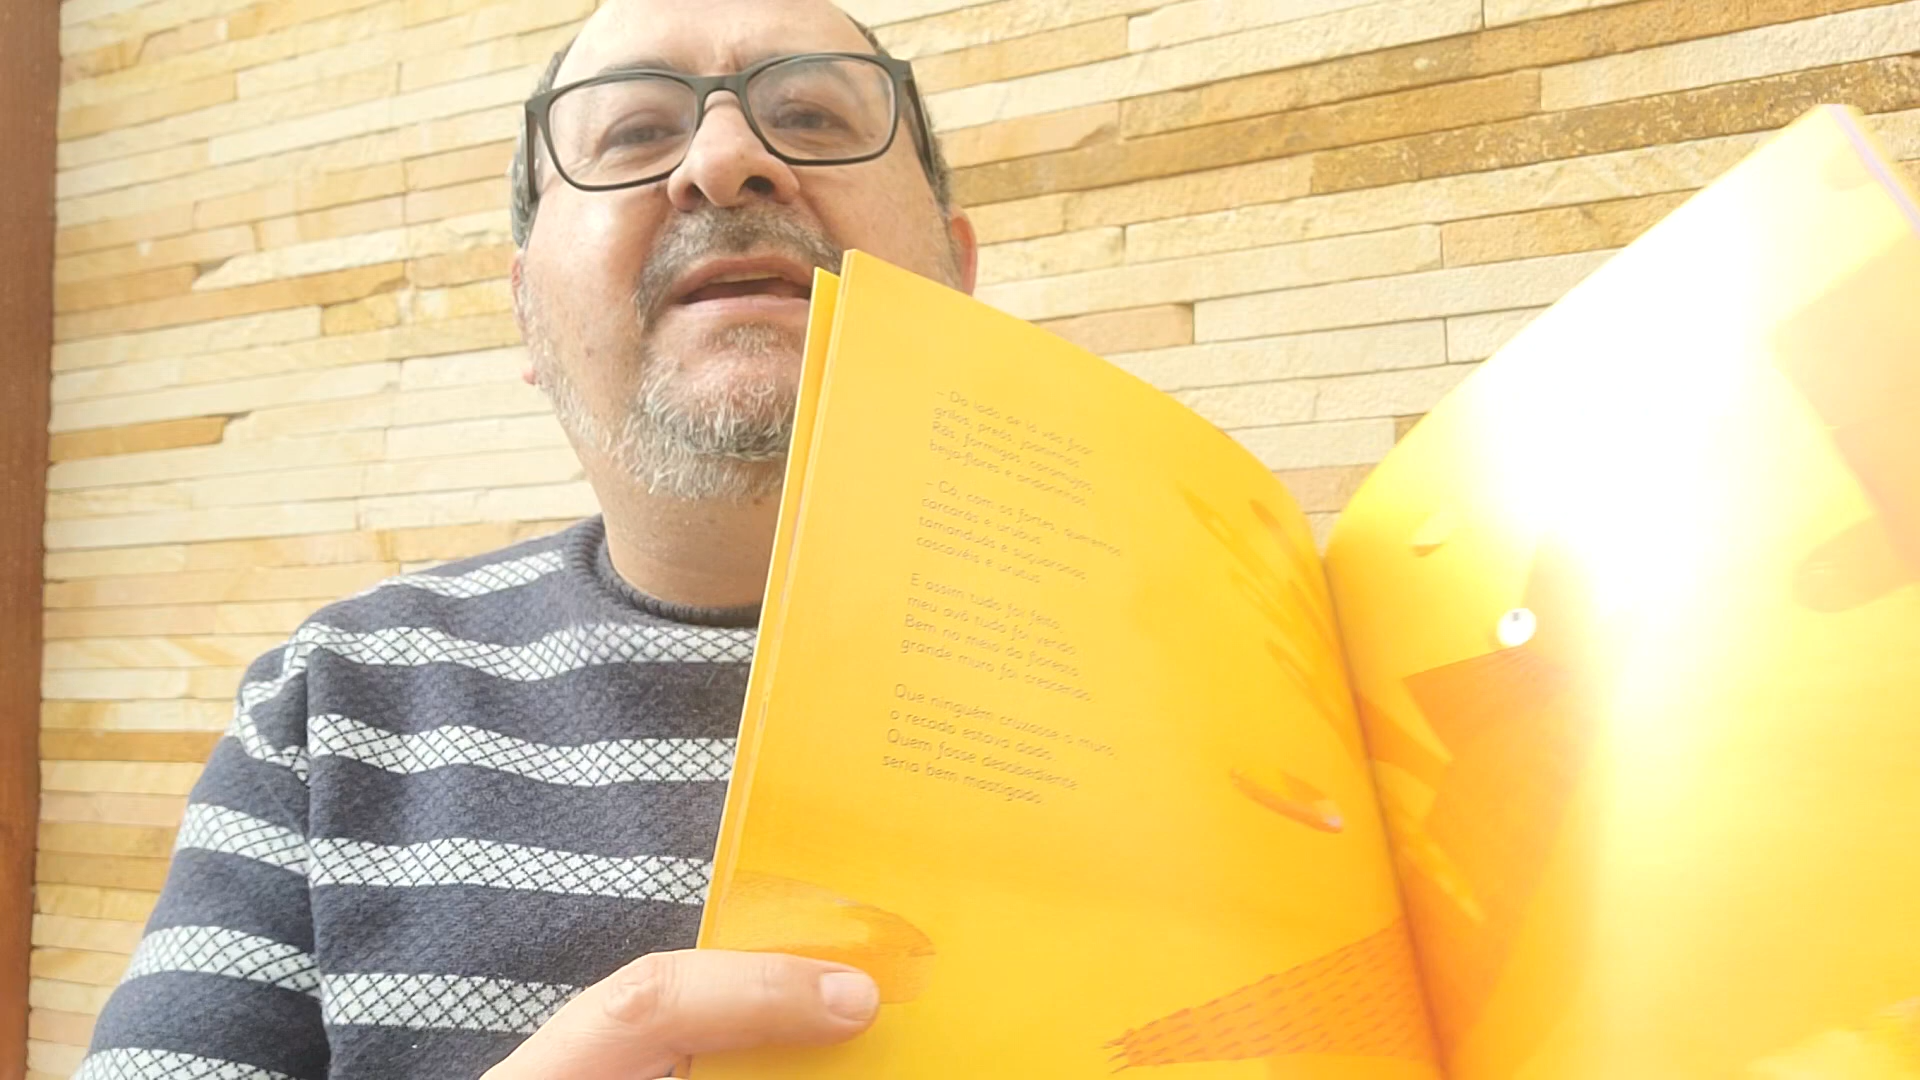 – Do lado de lá vão ficar
grilos, preás, joaninhas.
Rãs, formigas, caramujos,
beija-flores e andorinhas.
– Cá, com os fortes, queremos
carcarás e urubus,
tamanduás e suçuaranas
cascavéis e urutus.
E assim tudo foi feito,
meu avô tudo foi vendo.
Bem no meio da floresta
grande muro foi crescendo.
Que ninguém cruzasse o muro,
o recado estava dado.
Quem fosse desobediente
seria bem mastigado.